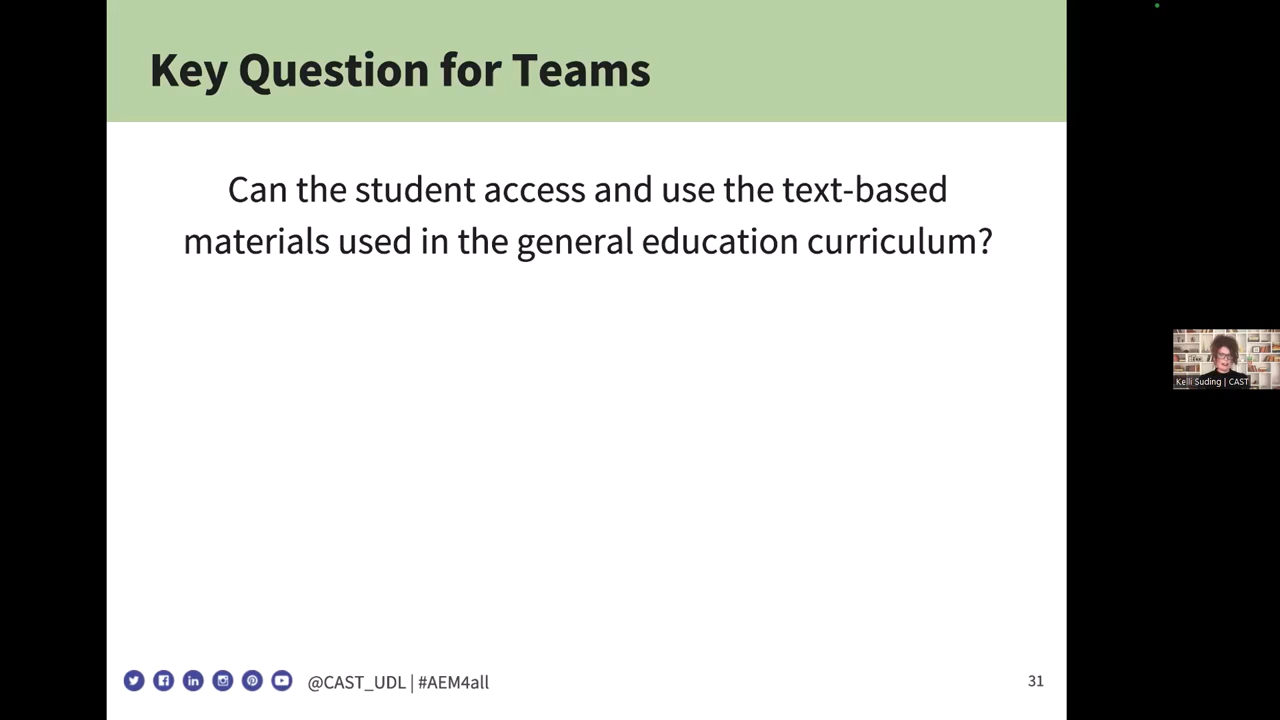 Key Question for Teams
Can the student access and use the text-based
materials used in the general education curriculum?
Kelli Suding | CAST
@CAST_UDL | #AEM4all
31